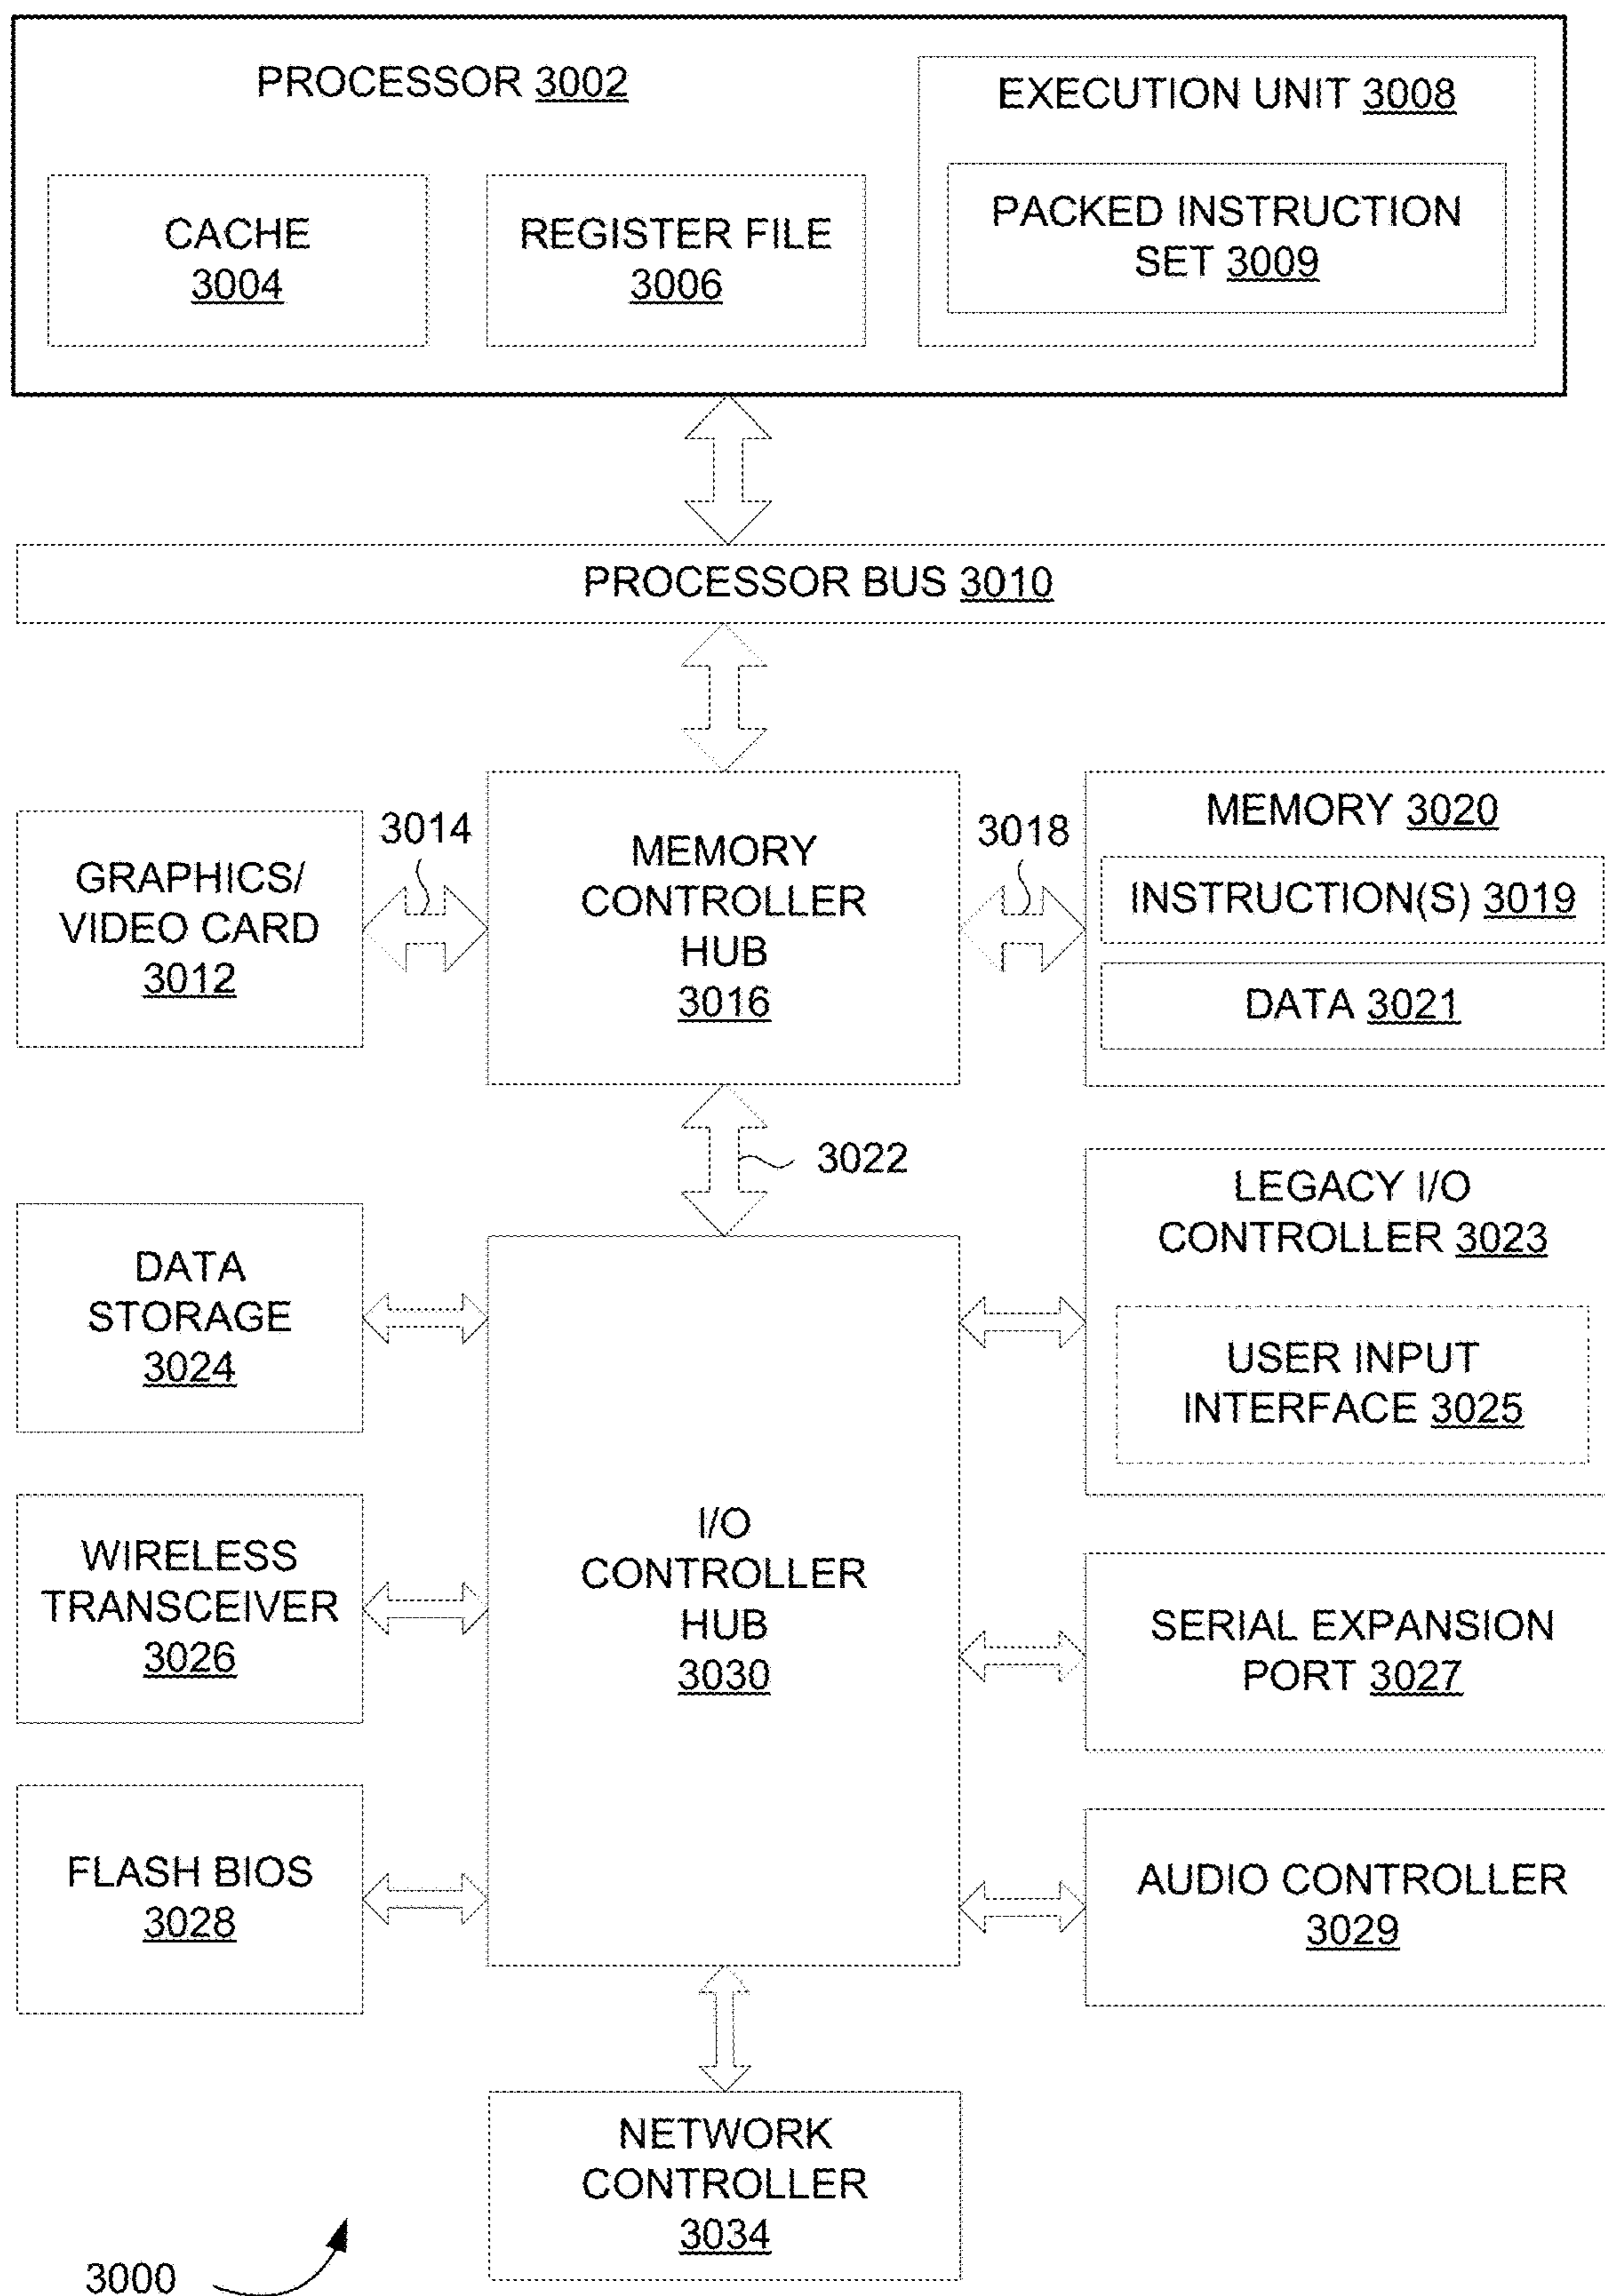 PROCESSOR 3002
EXECUTION UNIT 3008
PACKED INSTRUCTION
SET 3009
CACHE
3004
REGISTER FILE
3006
PROCESSOR BUS 3010
GRAPHICS/
VIDEO CARD
3012
3014
MEMORY
CONTROLLER
HUB
3016
3018
MEMORY 3020
INSTRUCTION(S) 3019
DATA 3021
3022
DATA
STORAGE
3024
LEGACY I/O
CONTROLLER 3023
USER INPUT
INTERFACE 3025
WIRELESS
TRANSCEIVER
3026
I/O
CONTROLLER
HUB
3030
SERIAL EXPANSION
PORT 3027
FLASH BIOS
3028
AUDIO CONTROLLER
3029
NETWORK
CONTROLLER
3034
3000